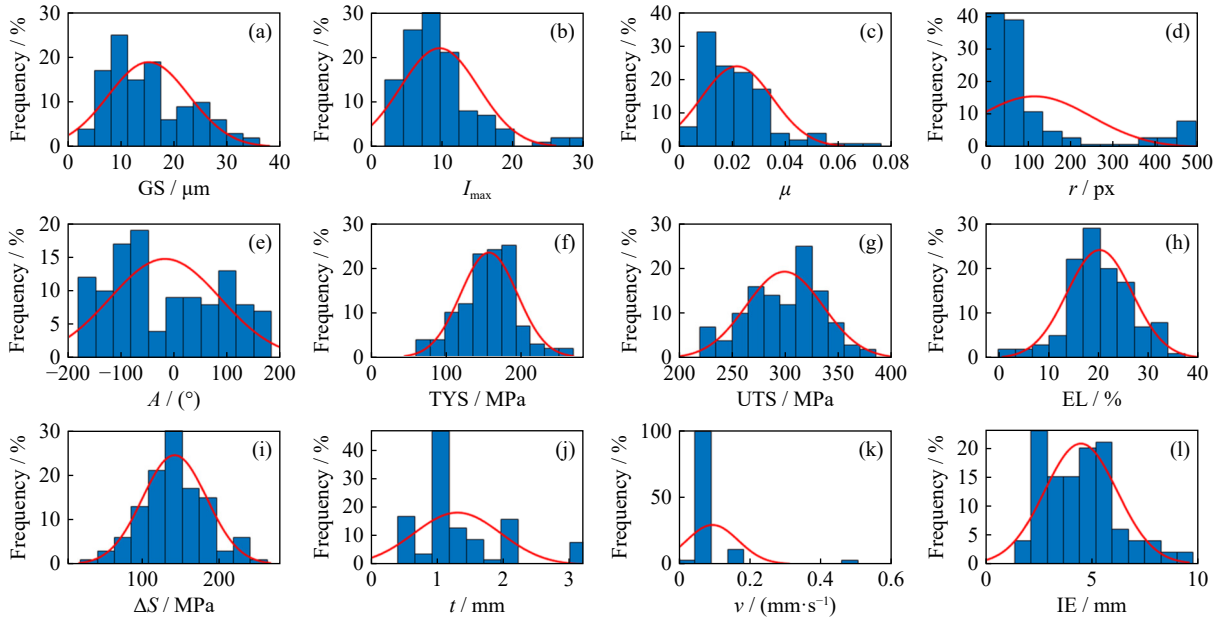 Frequency / %
30
20
10
0
(a)
0 10 20 30 40
GS / μm
Frequency / %
30
20
10
0
(b)
0 10 20 30
I max
Frequency / %
60
40
20
0
(c)
0 0.02 0.04 0.06 0.08
μ
Frequency / %
40
30
20
10
0
(d)
0 100 200 300 400 500
r / px
Frequency / %
20
15
10
5
0
(e)
−200 −100 0 100 200
A / (°)
Frequency / %
30
20
10
0
(f)
0 100 200
TYS / MPa
Frequency / %
30
20
10
0
(g)
200 250 300 350 400
UTS / MPa
Frequency / %
30
20
10
0
(h)
0 10 20 30 40
EL / %
Frequency / %
30
20
10
0
(i)
100 200
ΔS / MPa
Frequency / %
40
30
20
10
0
(j)
0 1 2 3
t / mm
Frequency / %
100
50
0
(k)
0 0.2 0.4 0.6
v / (mm·s⁻¹)
Frequency / %
20
10
0
(l)
0 5 10
IE / mm